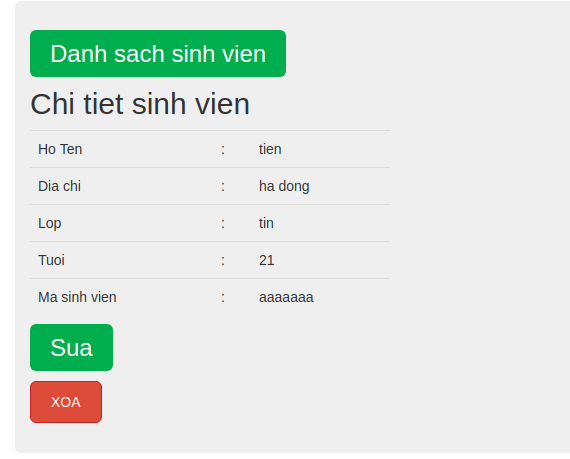 Danh sach sinh vien
Chi tiet sinh vien
Ho Ten : tien
Dia chi : ha dong
Lop : tin
Tuoi : 21
Ma sinh vien : aaaaaaa
Sua
XOA